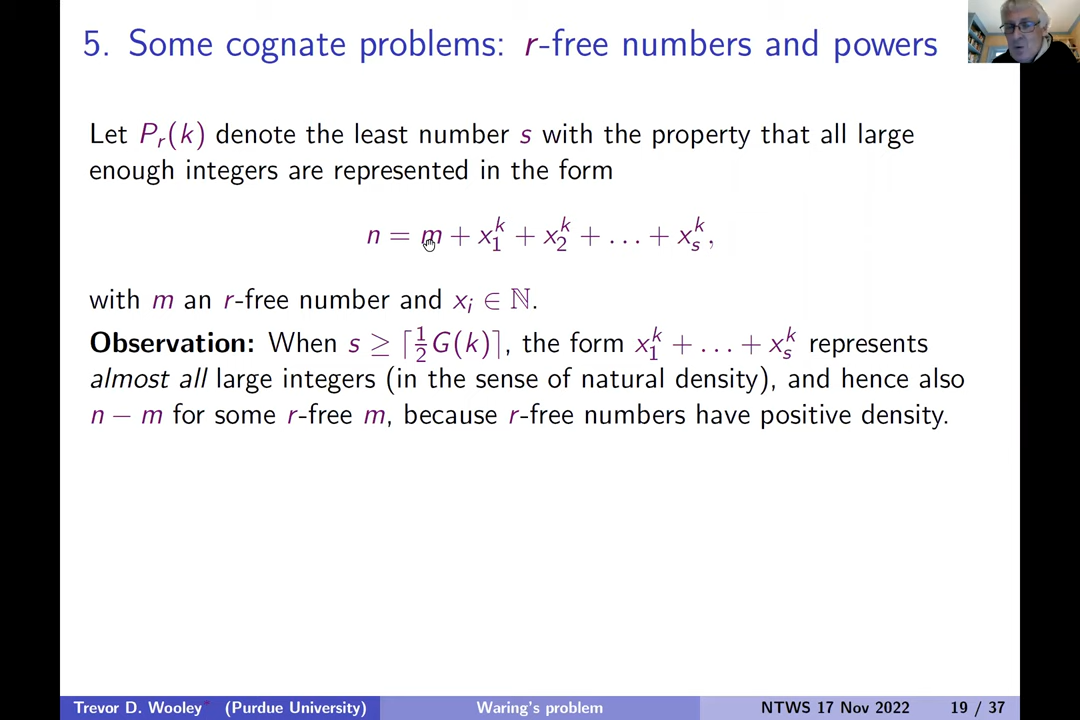 5. Some cognate problems: r-free numbers and powers
Let P_r(k) denote the least number s with the property that all large
enough integers are represented in the form
n = m + x_1^k + x_2^k + … + x_s^k,
with m an r-free number and x_i ∈ ℕ.
Observation: When s ≥ ⌈½G(k)⌉, the form x_1^k + … + x_s^k represents
almost all large integers (in the sense of natural density), and hence also
n − m for some r-free m, because r-free numbers have positive density.
Trevor D. Wooley* (Purdue University) Waring's problem NTWS 17 Nov 2022 19 / 37